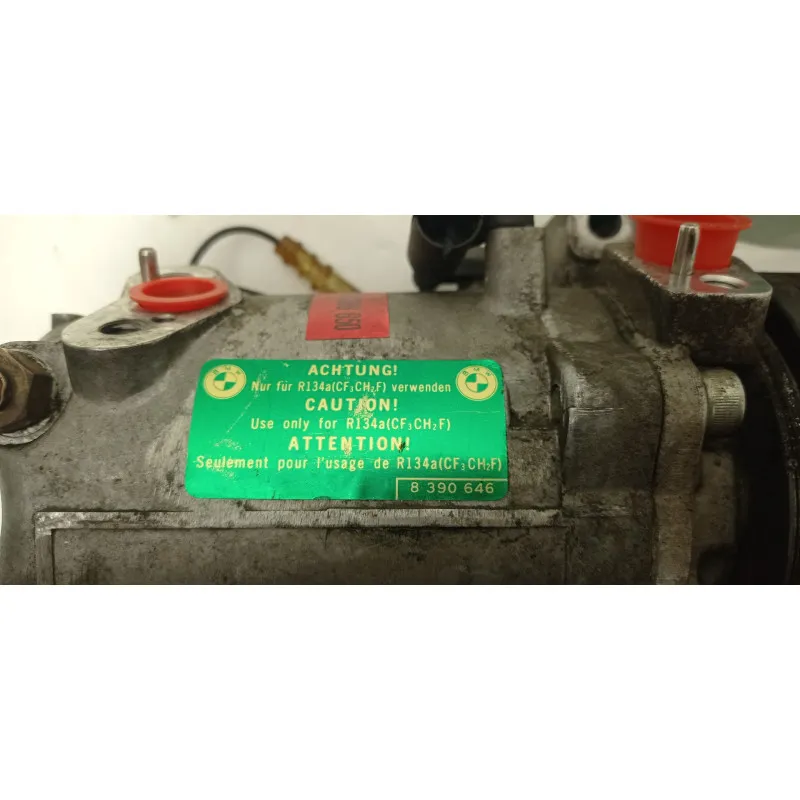 ACHTUNG!
Nur für R134a(CF₃CH₂F) verwenden
CAUTION!
Use only for R134a(CF₃CH₂F)
ATTENTION!
Seulement pour l'usage de R134a(CF₃CH₂F)
8 390 646